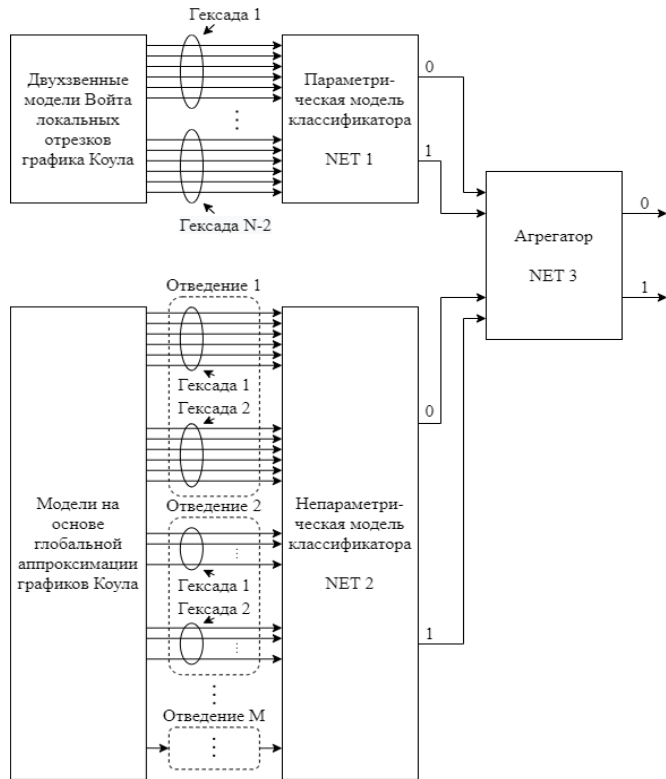 Гексада 1
Двухзвенные
модели Войта
локальных
отрезков
графика Коула
Параметри-
ческая модель
классификатора
NET 1
0
1
Гексада N-2
Агрегатор
NET 3
0
1
Отведение 1
Гексада 1
Гексада 2
Отведение 2
Гексада 1
Гексада 2
Отведение M
Модели на
основе
глобальной
аппроксимации
графиков Коула
Непараметри-
ческая модель
классификатора
NET 2
0
1